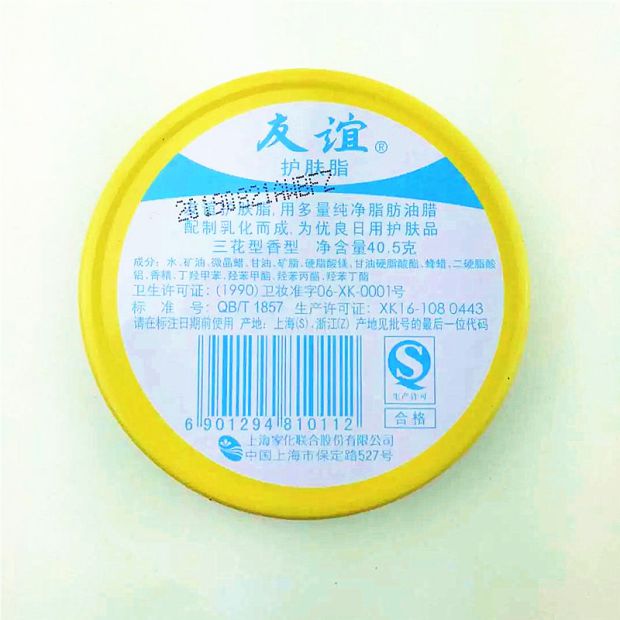 友谊®
护肤脂
20180821AWBFZ
肤脂,用多量纯净脂肪油腊
配制乳化而成,为优良日用护肤品
三花型香型 净含量40.5克
成分:水,矿油,微晶蜡,甘油,矿脂,硬脂酸镁,甘油硬脂酸酯,蜂蜡,二硬脂酸
铝,香精,丁羟甲苯,羟苯甲酯,羟苯丙酯,羟苯丁酯
卫生许可证:(1990)卫妆准字06-XK-0001号
标 准 号:QB/T 1857 生产许可证:XK16-108 0443
请在标注日期前使用 产地:上海(S),浙江(Z) 产地见批号的最后一位代码
QS
生产许可
合格
6 901294 810112
上海家化联合股份有限公司
中国上海市保定路527号